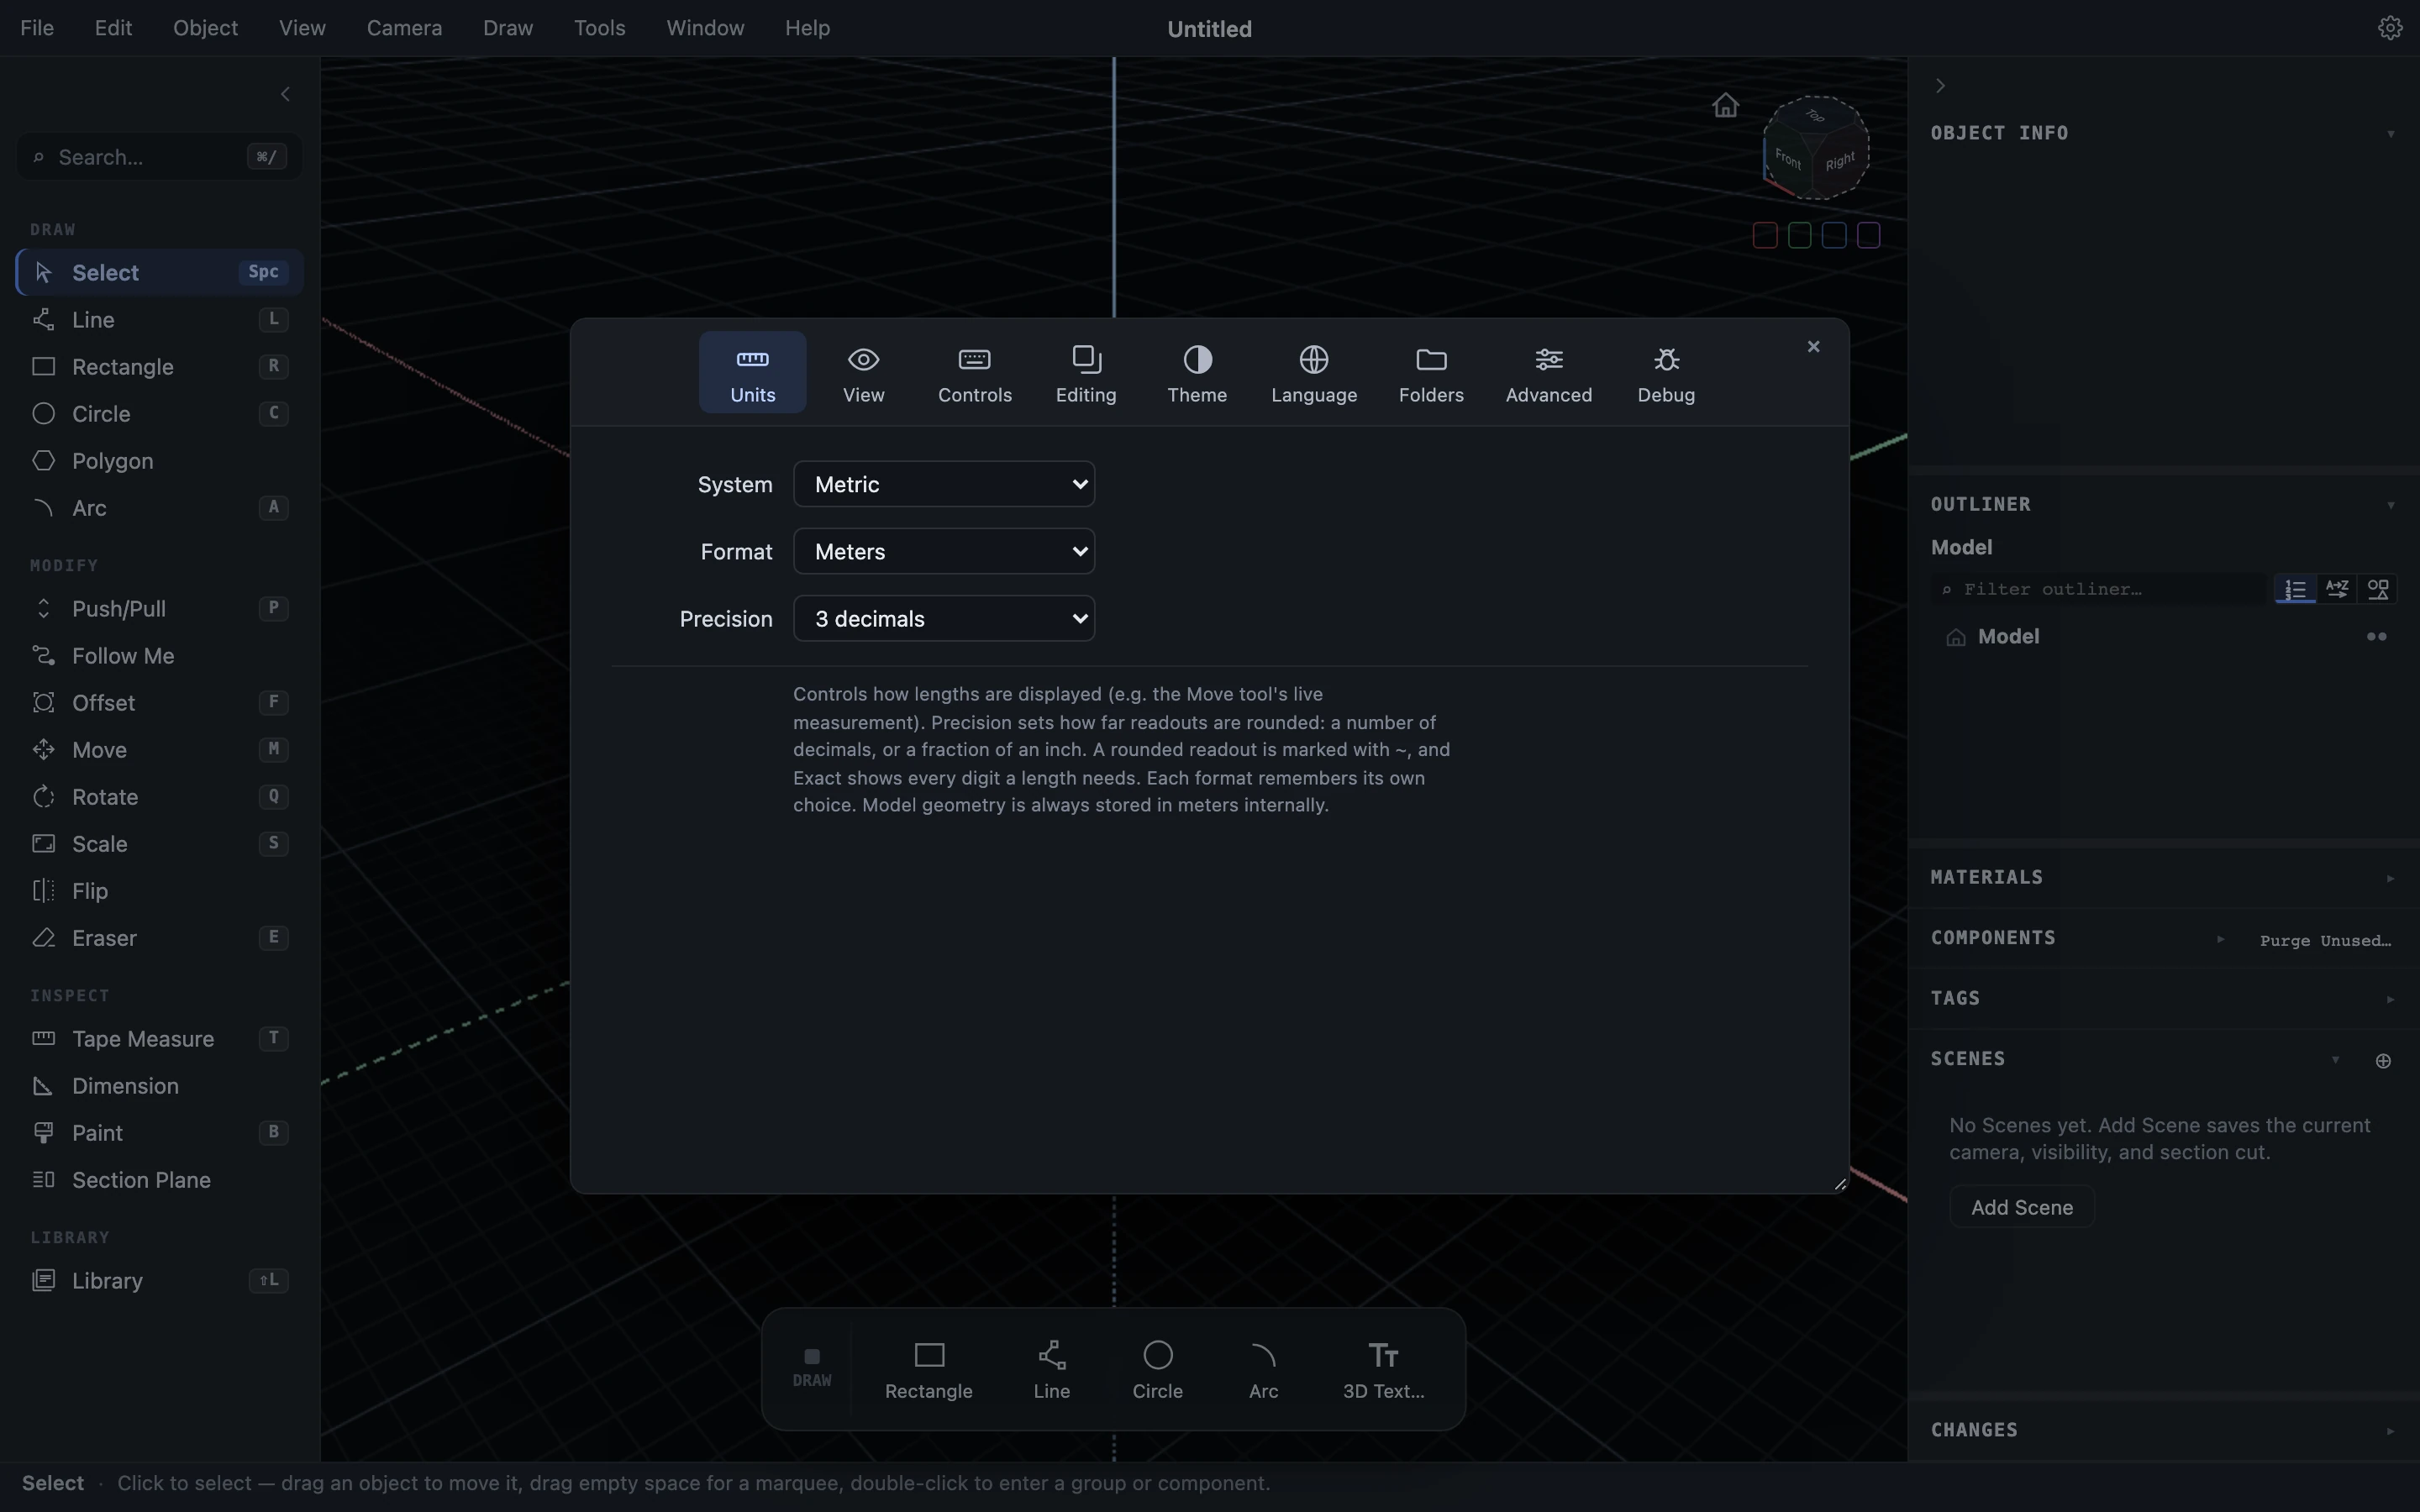 File Edit Object View Camera Draw Tools Window Help
Untitled
Search... ⌘/
DRAW
Select Spc
Line L
Rectangle R
Circle C
Polygon
Arc A
MODIFY
Push/Pull P
Follow Me
Offset F
Move M
Rotate Q
Scale S
Flip
Eraser E
INSPECT
Tape Measure T
Dimension
Paint B
Section Plane
LIBRARY
Library ⇧L
Top
Front
Right
Units View Controls Editing Theme Language Folders Advanced Debug
System Metric
Format Meters
Precision 3 decimals
Controls how lengths are displayed (e.g. the Move tool's live
measurement). Precision sets how far readouts are rounded: a number of
decimals, or a fraction of an inch. A rounded readout is marked with ~, and
Exact shows every digit a length needs. Each format remembers its own
choice. Model geometry is always stored in meters internally.
DRAW
Rectangle Line Circle Arc 3D Text...
OBJECT INFO
OUTLINER
Model
Filter outliner…
Model
MATERIALS
COMPONENTS Purge Unused…
TAGS
SCENES
No Scenes yet. Add Scene saves the current
camera, visibility, and section cut.
Add Scene
CHANGES
Select · Click to select — drag an object to move it, drag empty space for a marquee, double-click to enter a group or component.